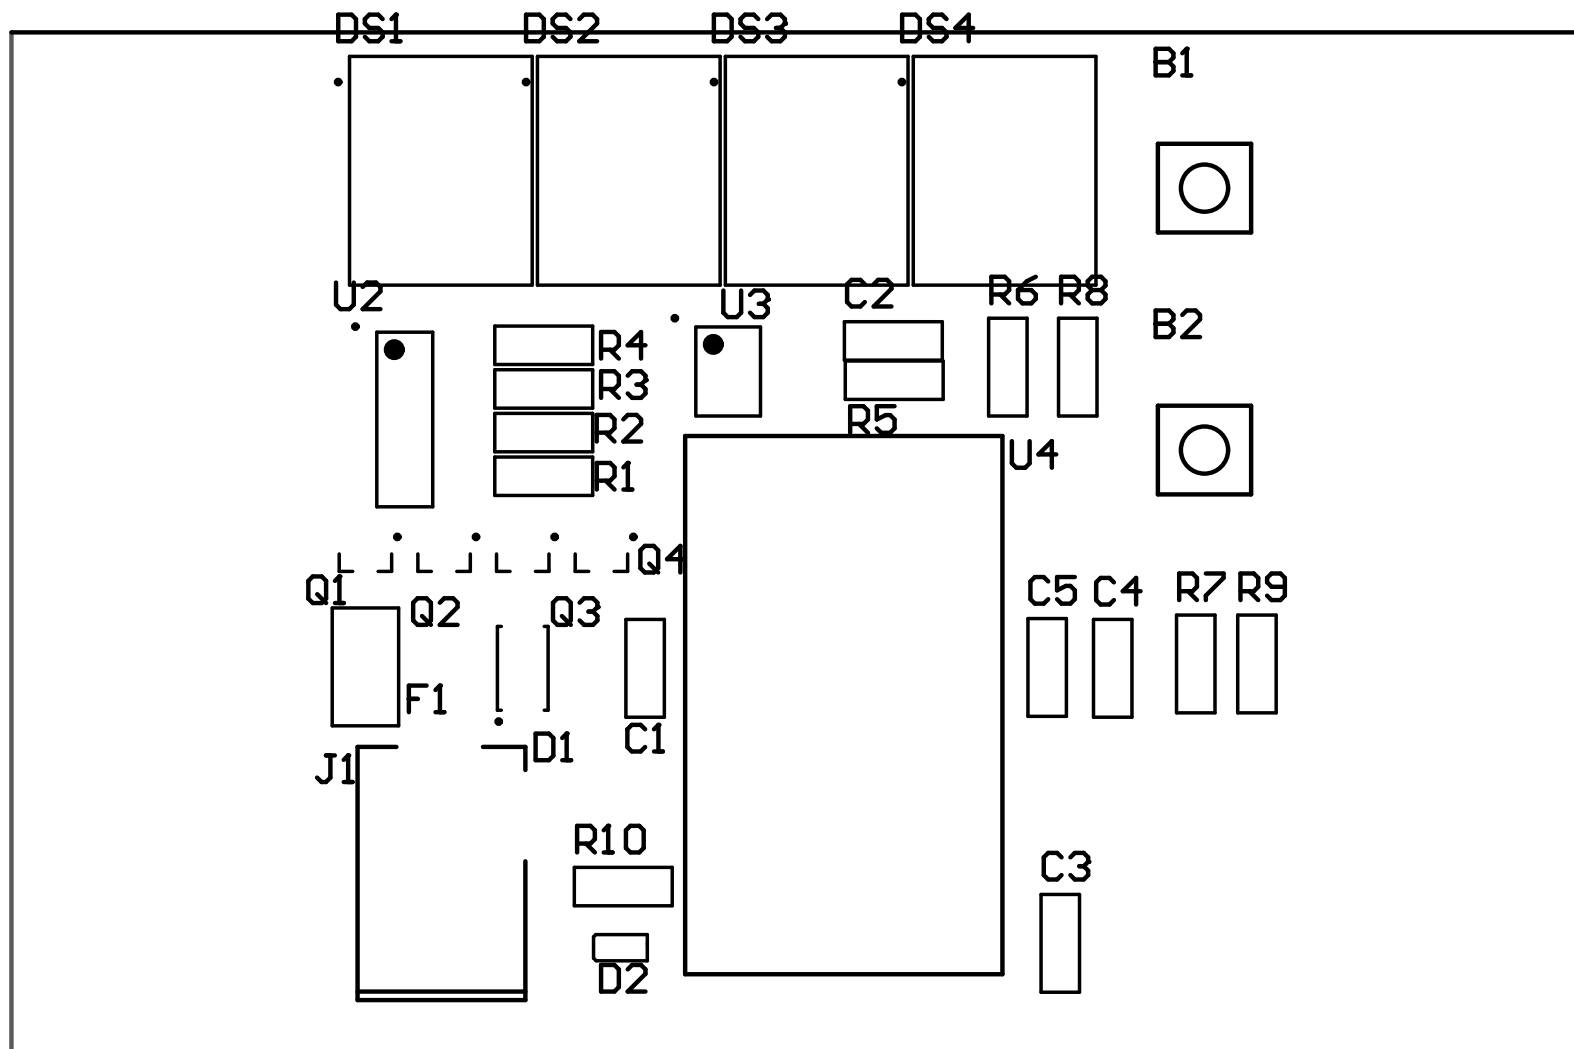 DS1 DS2 DS3 DS4
B1
U2 U3 C2 R6 R8
B2
R4
R3
R5
R2
U4
R1
Q4
Q1 C5 C4 R7 R9
Q2 Q3
F1
C1
D1
J1
R10
C3
D2